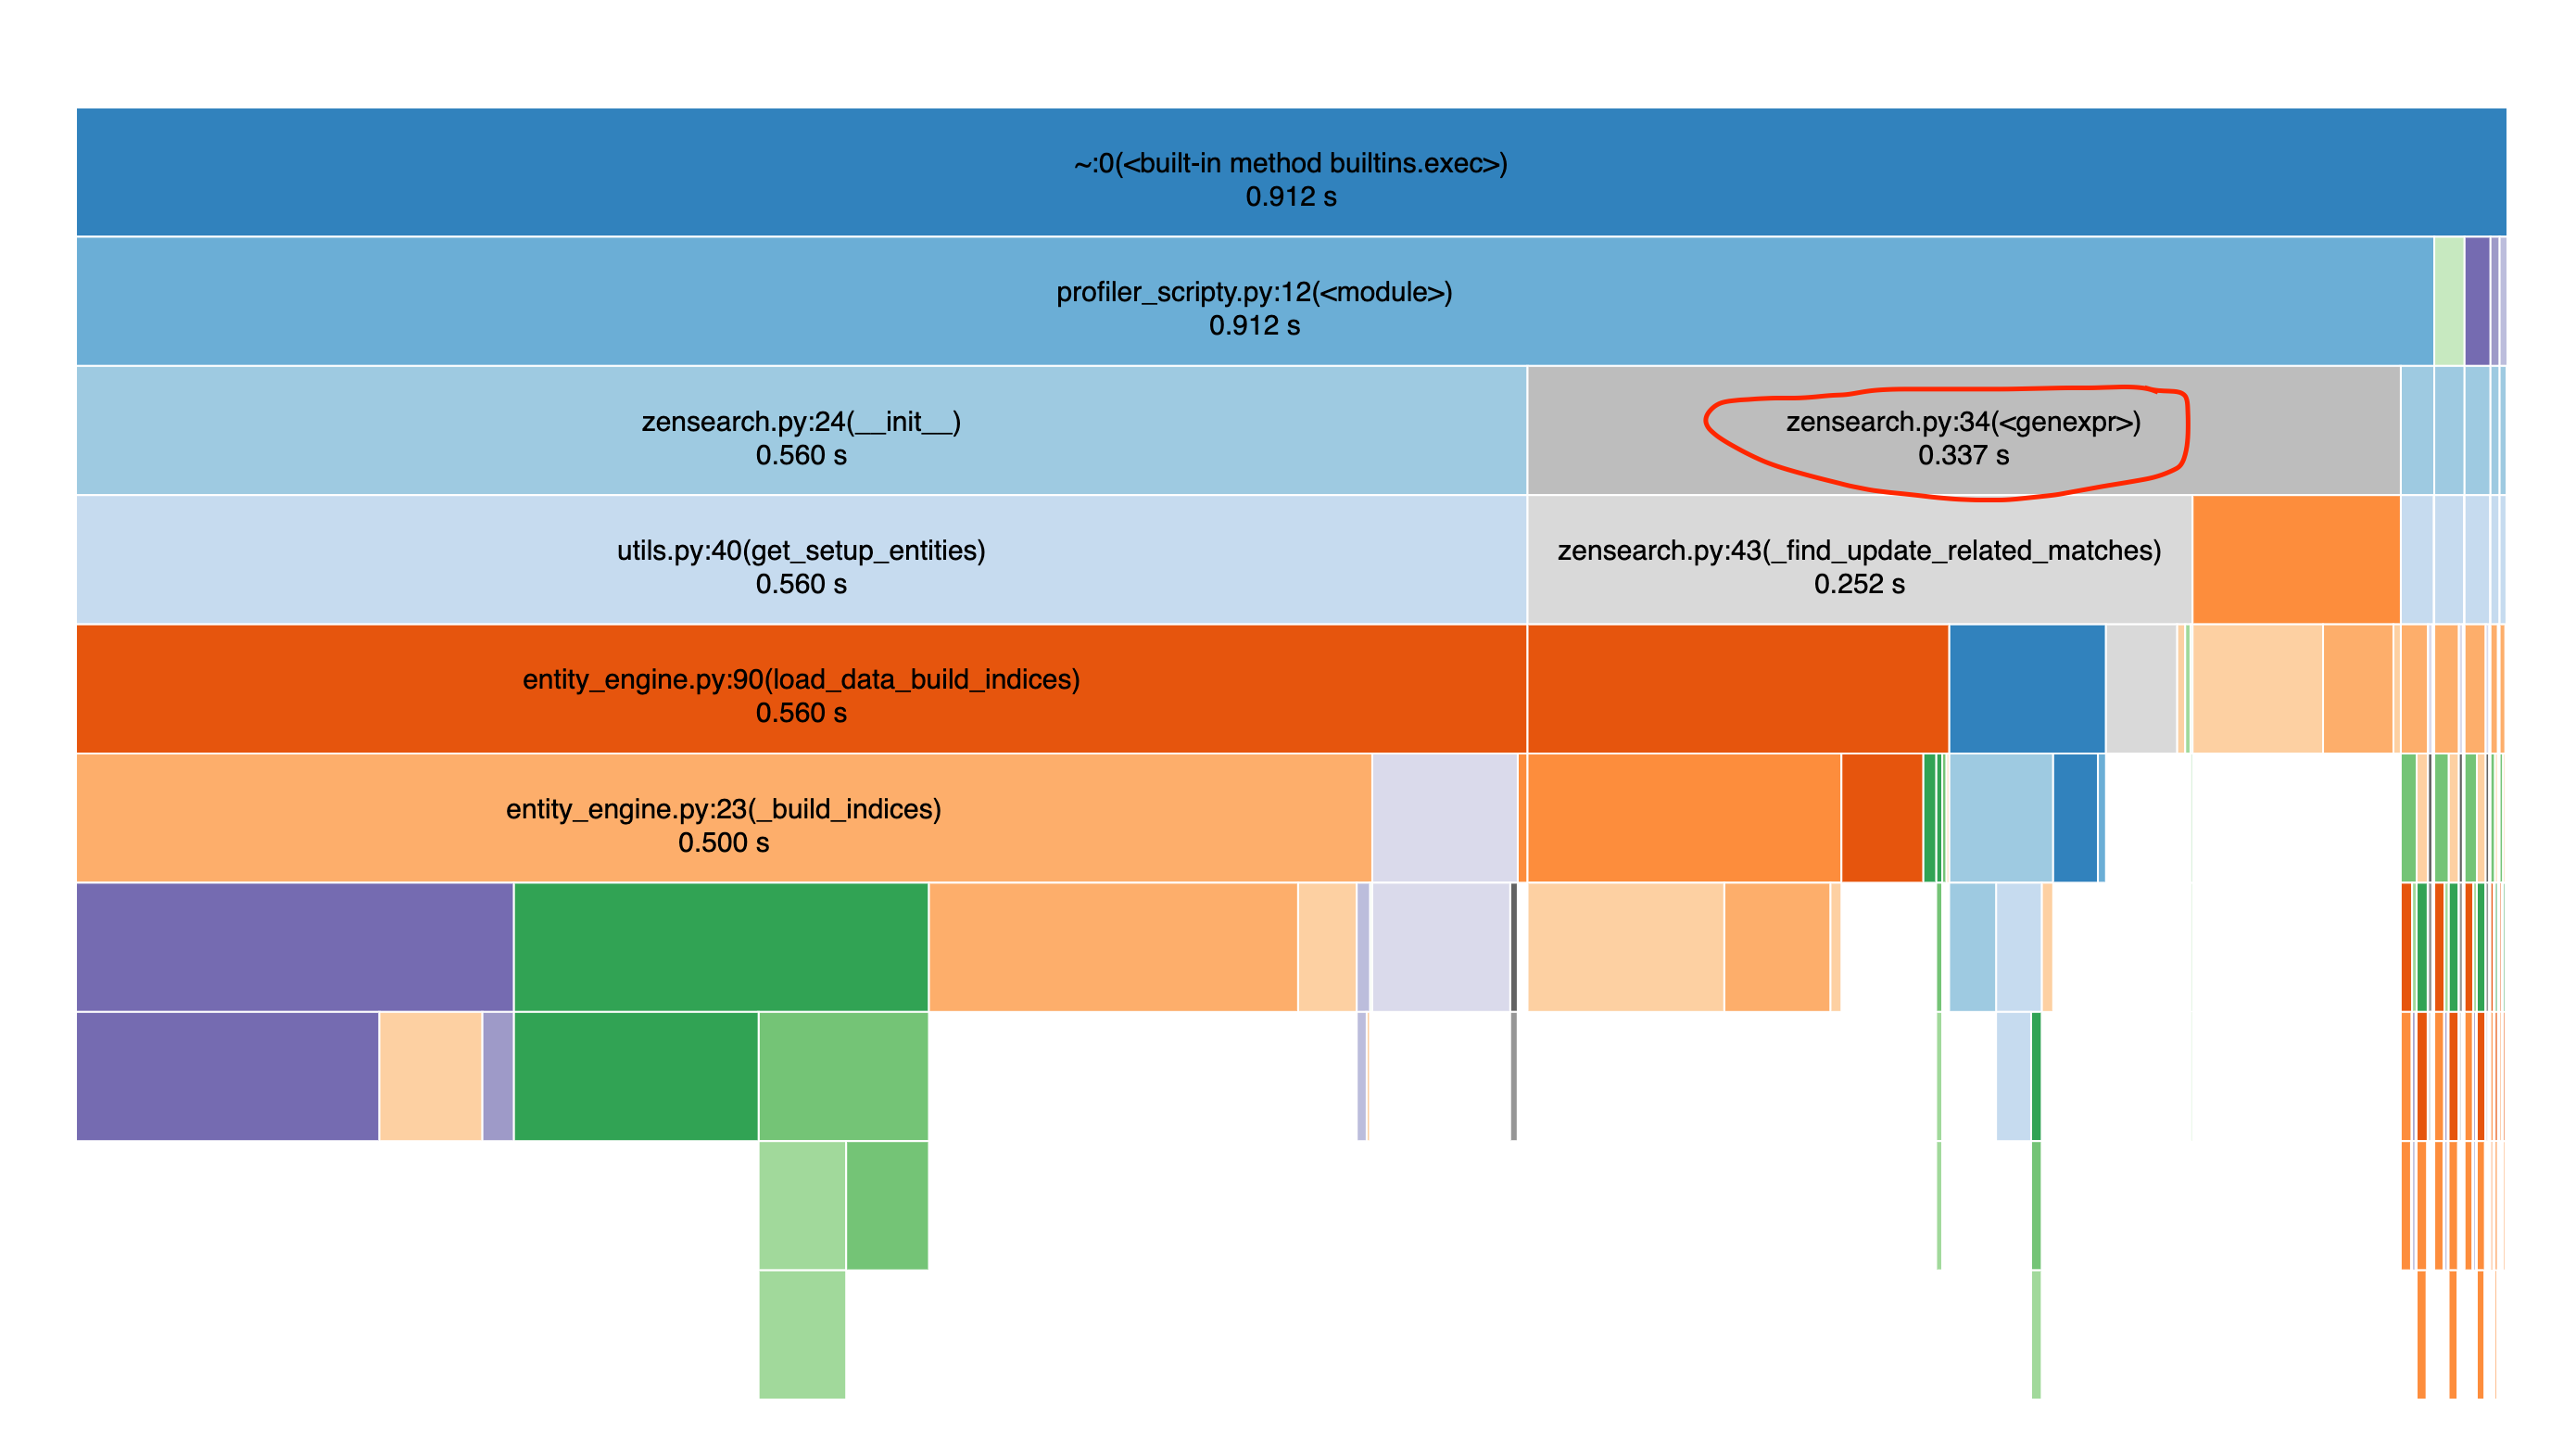 ~:0(<built-in method builtins.exec>)
0.912 s
profiler_scripty.py:12(<module>)
0.912 s
zensearch.py:24(__init__)
0.560 s
zensearch.py:34(<genexpr>)
0.337 s
utils.py:40(get_setup_entities)
0.560 s
zensearch.py:43(_find_update_related_matches)
0.252 s
entity_engine.py:90(load_data_build_indices)
0.560 s
entity_engine.py:23(_build_indices)
0.500 s